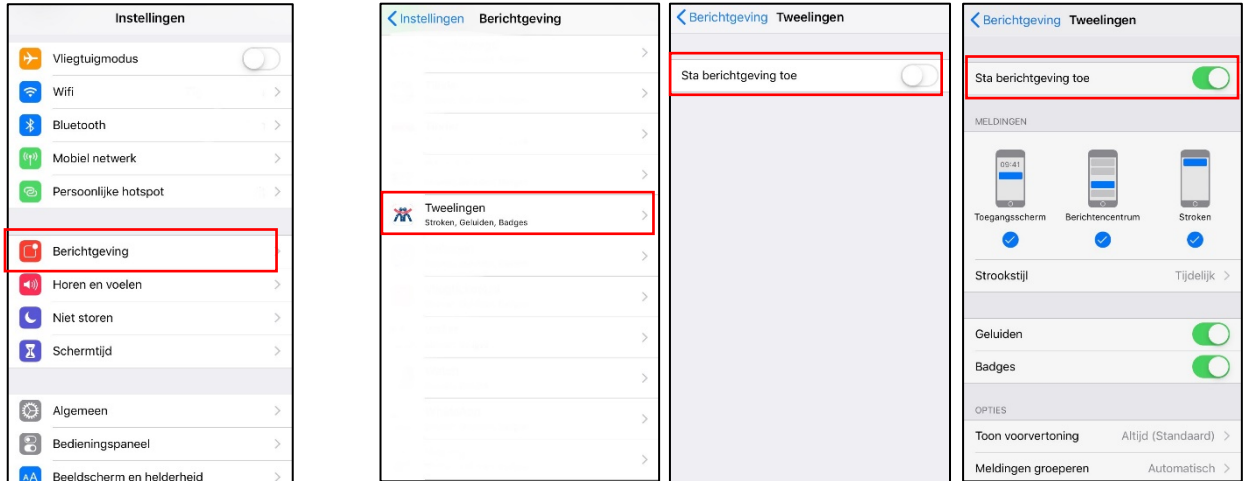 Instellingen
Vliegtuigmodus
Wifi
Bluetooth
Mobiel netwerk
Persoonlijke hotspot
Berichtgeving
Horen en voelen
Niet storen
Schermtijd
Algemeen
Bedieningspaneel
AA Beeldscherm en helderheid
Instellingen Berichtgeving
Tweelingen
Stroken, Geluiden, Badges
Berichtgeving Tweelingen
Sta berichtgeving toe
Berichtgeving Tweelingen
Sta berichtgeving toe
MELDINGEN
09:41
Toegangsscherm Berichtencentrum Stroken
Strookstijl Tijdelijk
Geluiden
Badges
OPTIES
Toon voorvertoning Altijd (Standaard)
Meldingen groeperen Automatisch